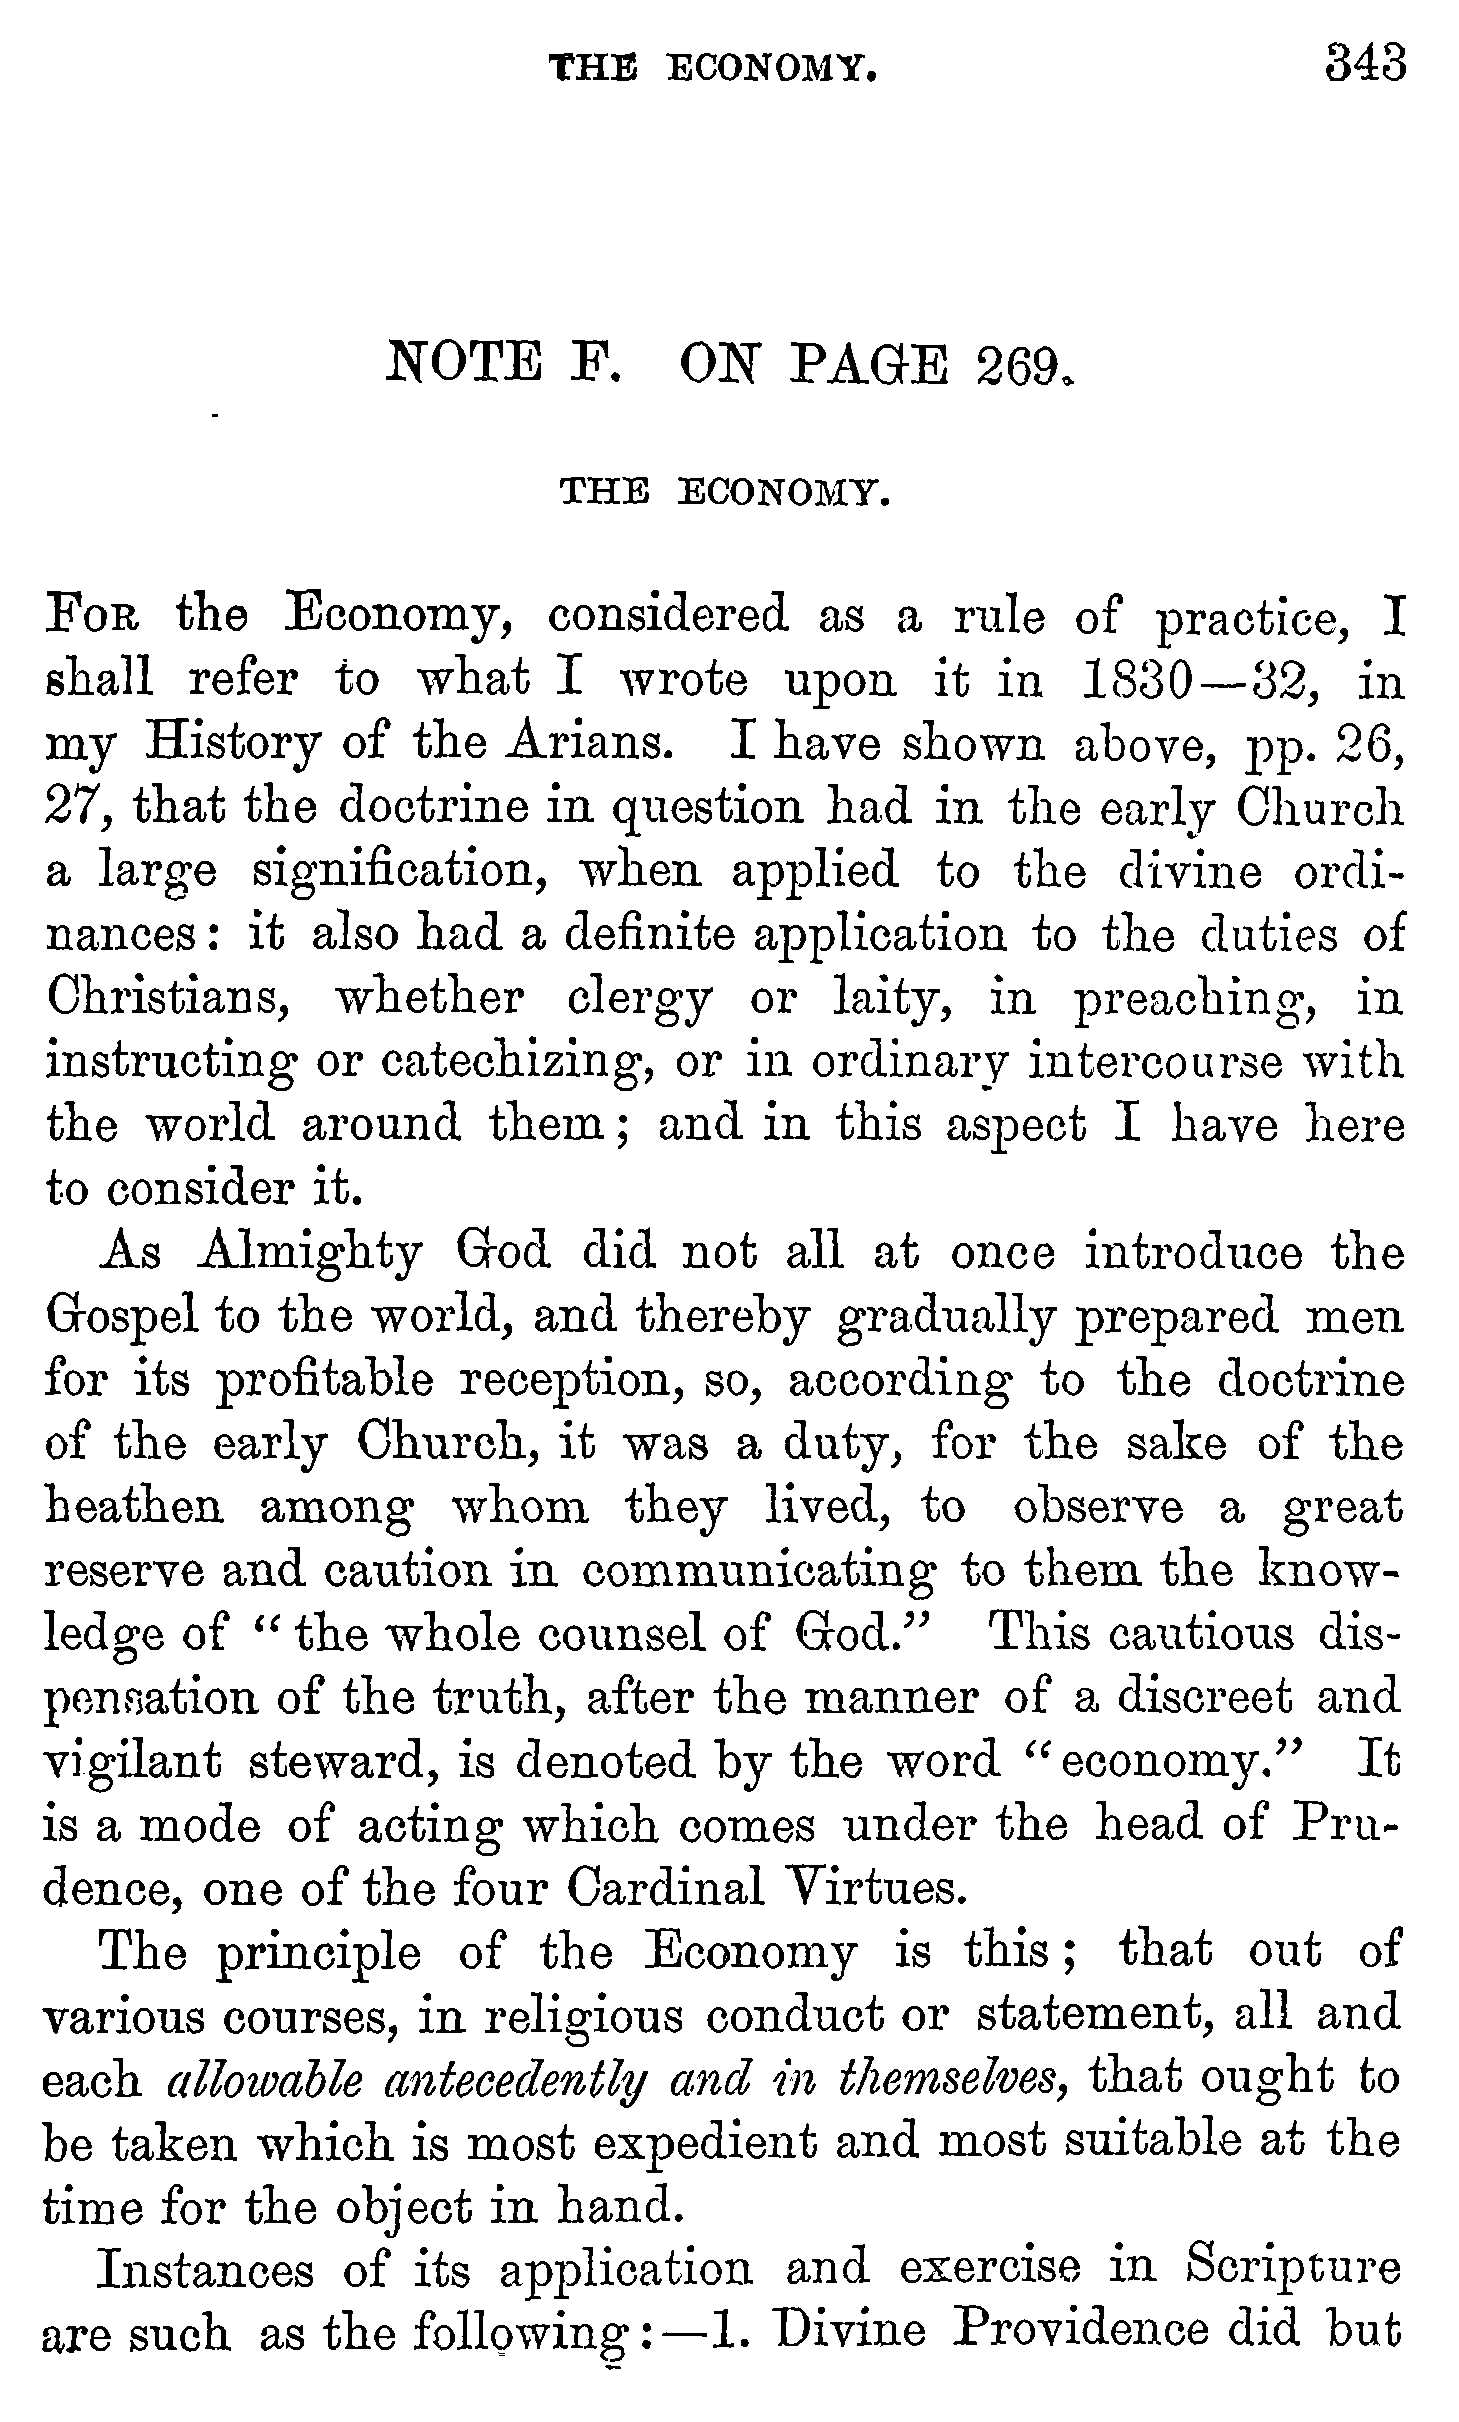 THE ECONOMY. 343
NOTE F. ON PAGE 269.
THE ECONOMY.
FOR the Economy, considered as a rule of practice, I
shall refer to what I wrote upon it in 1830—32, in
my History of the Arians. I have shown above, pp. 26,
27, that the doctrine in question had in the early Church
a large signification, when applied to the divine ordi-
nances: it also had a definite application to the duties of
Christians, whether clergy or laity, in preaching, in
instructing or catechizing, or in ordinary intercourse with
the world around them; and in this aspect I have here
to consider it.
As Almighty God did not all at once introduce the
Gospel to the world, and thereby gradually prepared men
for its profitable reception, so, according to the doctrine
of the early Church, it was a duty, for the sake of the
heathen among whom they lived, to observe a great
reserve and caution in communicating to them the know-
ledge of “the whole counsel of God.” This cautious dis-
pensation of the truth, after the manner of a discreet and
vigilant steward, is denoted by the word “economy.” It
is a mode of acting which comes under the head of Pru-
dence, one of the four Cardinal Virtues.
The principle of the Economy is this; that out of
various courses, in religious conduct or statement, all and
each allowable antecedently and in themselves, that ought to
be taken which is most expedient and most suitable at the
time for the object in hand.
Instances of its application and exercise in Scripture
are such as the following:—1. Divine Providence did but